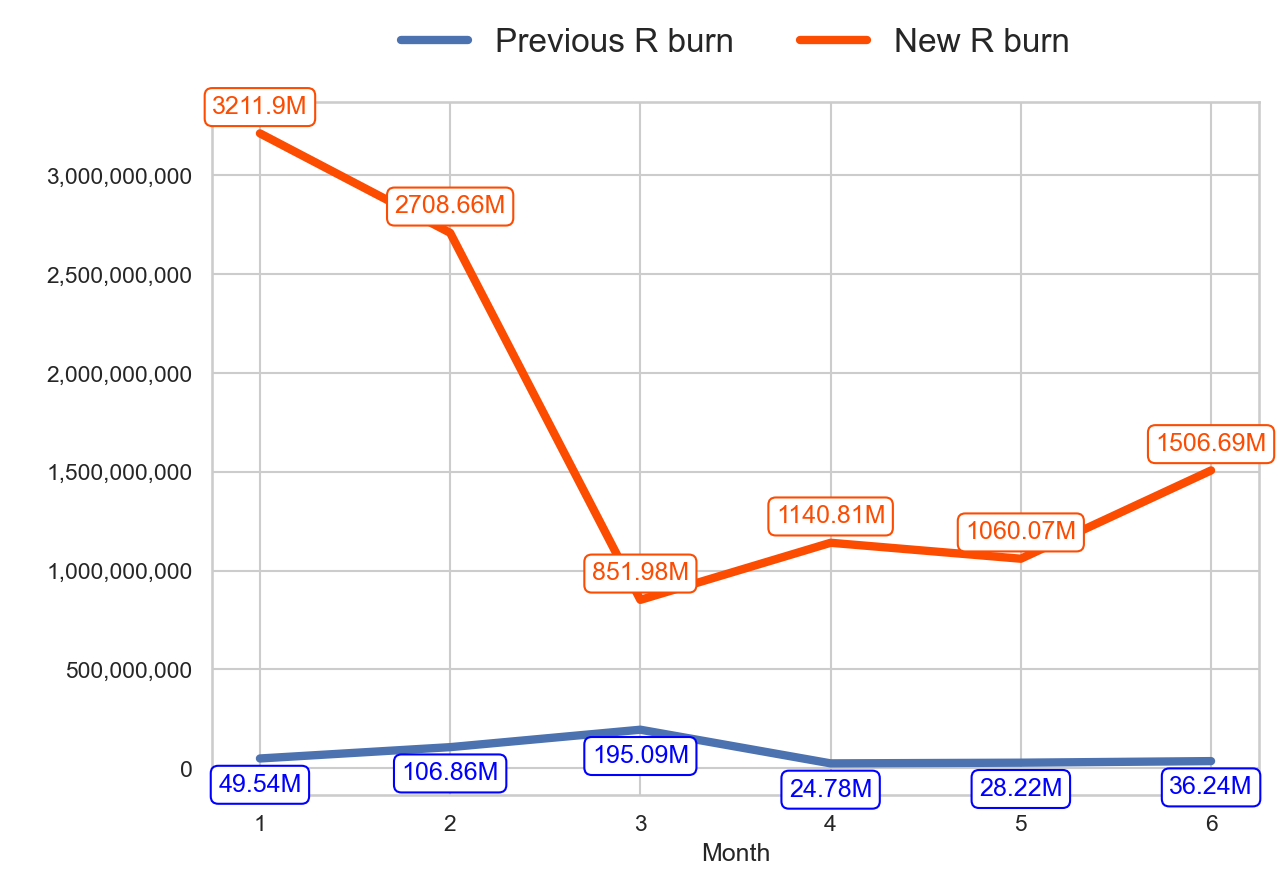 Previous R burn New R burn
3211.9M
3,000,000,000
2708.66M
2,500,000,000
2,000,000,000
1,500,000,000
1506.69M
1140.81M
1060.07M
1,000,000,000
851.98M
500,000,000
0
49.54M
106.86M
195.09M
24.78M
28.22M
36.24M
1 2 3 4 5 6
Month